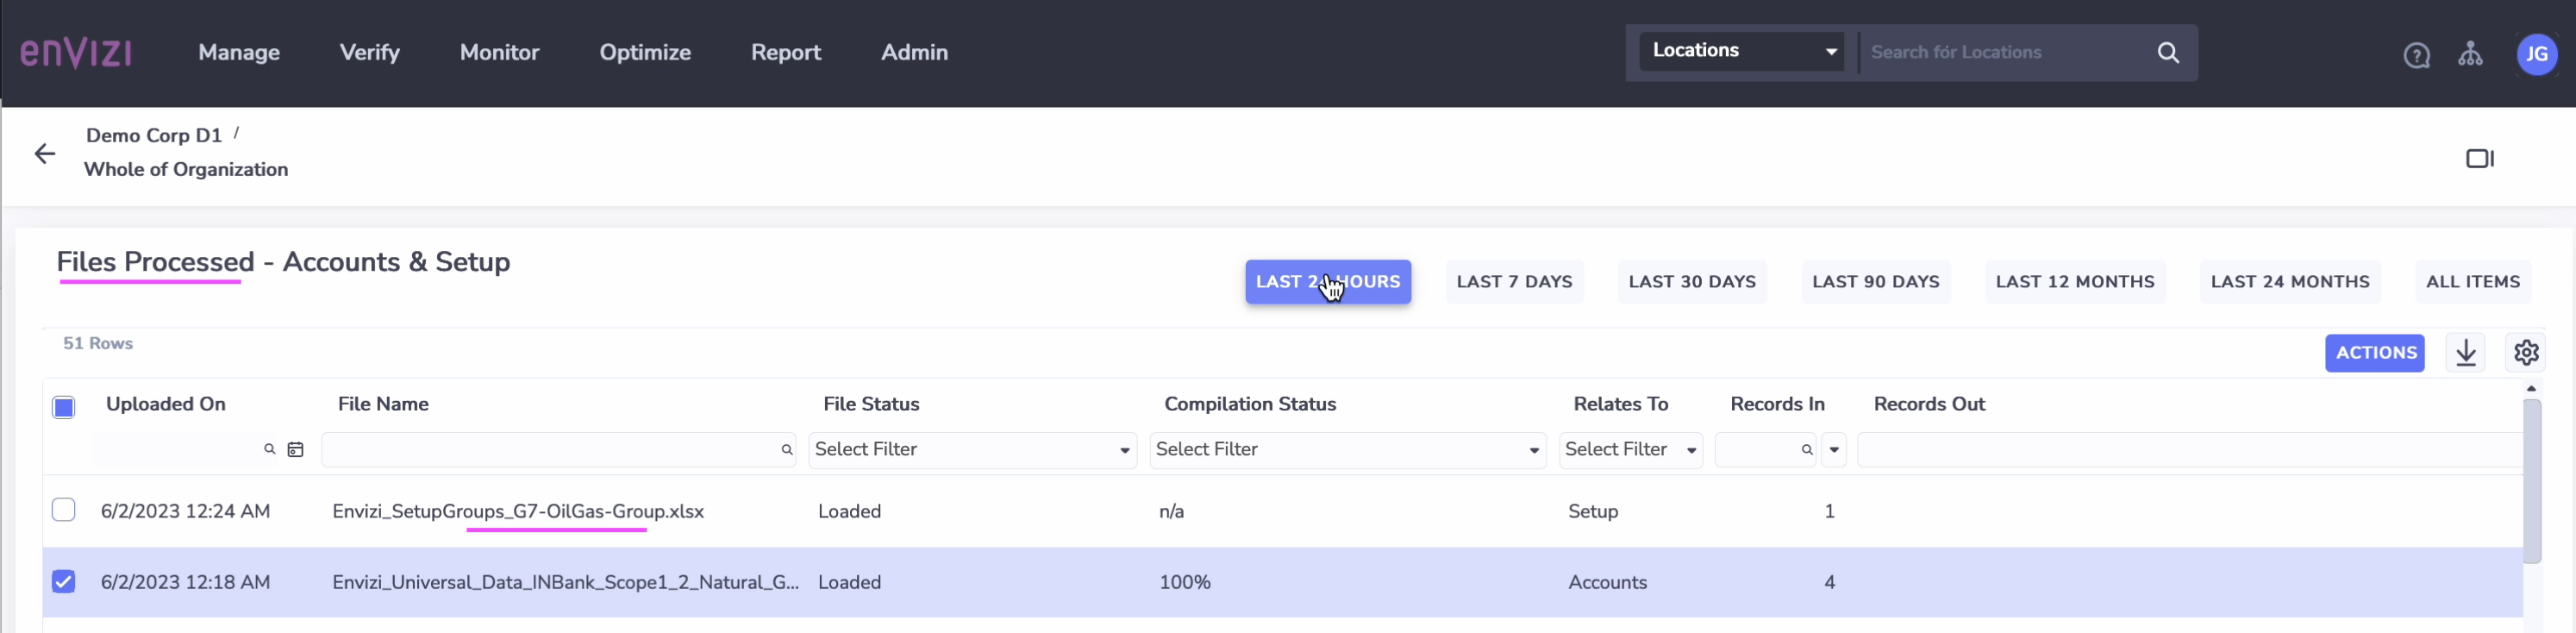 enVIZI Manage Verify Monitor Optimize Report Admin Locations Search for Locations JG
Demo Corp D1 /
Whole of Organization
Files Processed - Accounts & Setup
LAST 24 HOURS LAST 7 DAYS LAST 30 DAYS LAST 90 DAYS LAST 12 MONTHS LAST 24 MONTHS ALL ITEMS
51 Rows
ACTIONS
Uploaded On File Name File Status Compilation Status Relates To Records In Records Out
Select Filter Select Filter Select Filter
6/2/2023 12:24 AM Envizi_SetupGroups_G7-OilGas-Group.xlsx Loaded n/a Setup 1
6/2/2023 12:18 AM Envizi_Universal_Data_INBank_Scope1_2_Natural_G... Loaded 100% Accounts 4